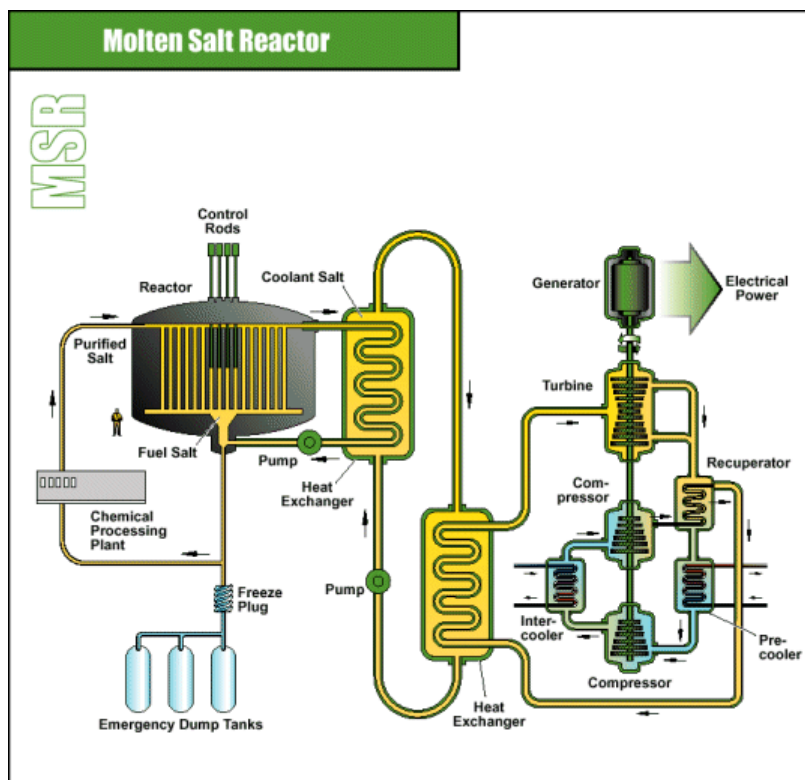 Molten Salt Reactor
MSR
Control
Rods
Reactor
Coolant Salt
Purified
Salt
Fuel Salt
Pump
Heat
Exchanger
Chemical
Processing
Plant
Freeze
Plug
Emergency Dump Tanks
Pump
Heat
Exchanger
Generator
Electrical
Power
Turbine
Recuperator
Com-
pressor
Inter-
cooler
Pre-
cooler
Compressor